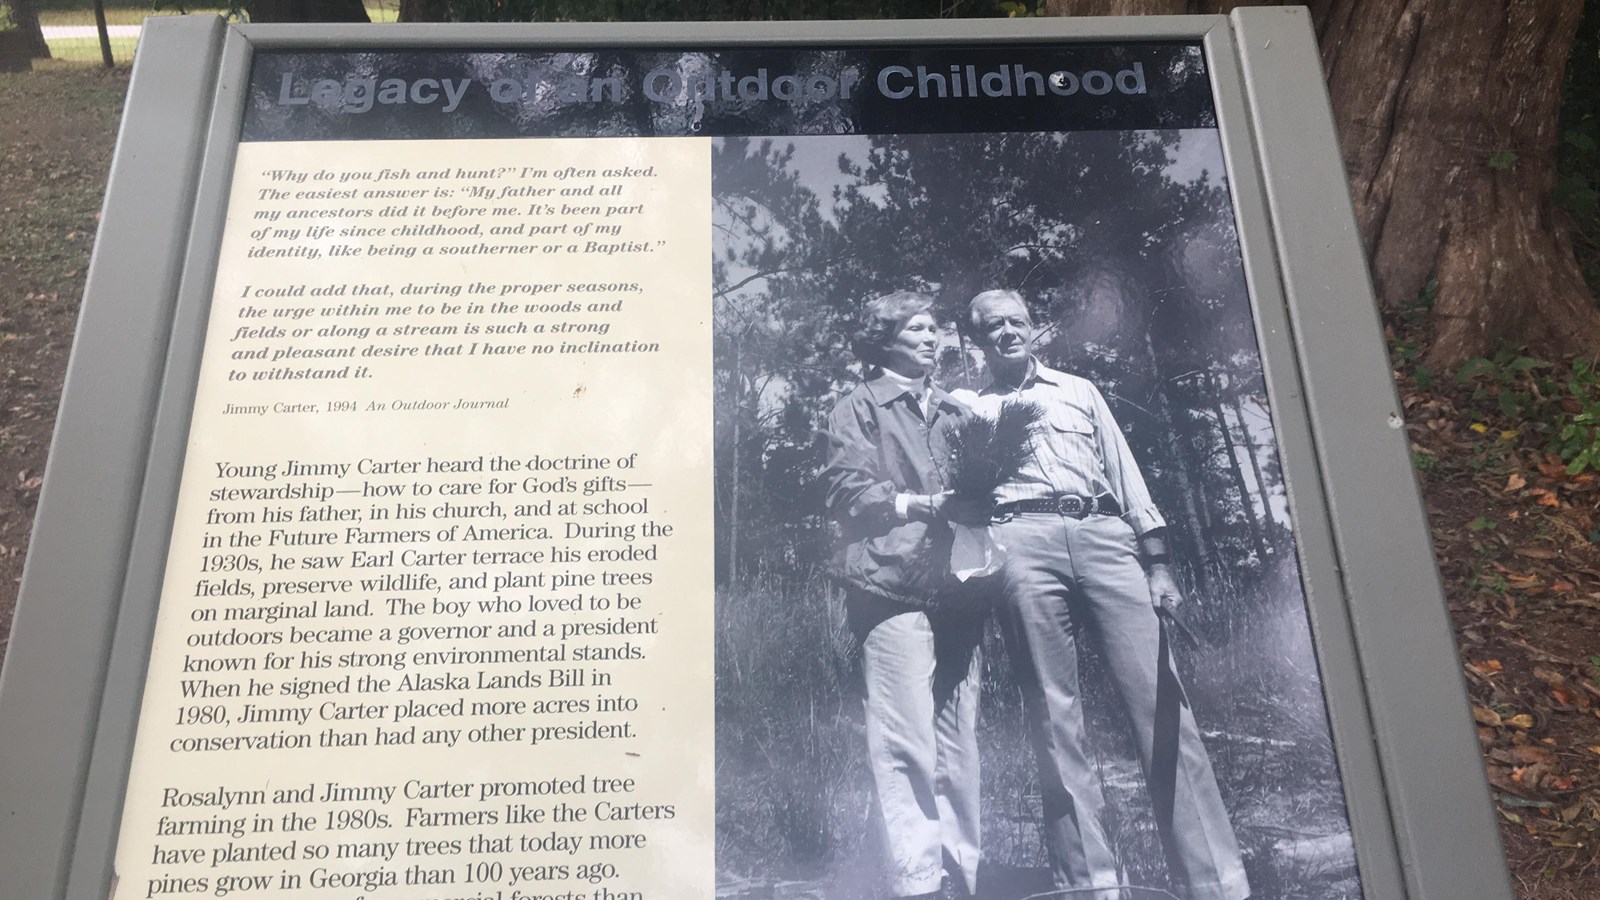 Legacy of an Outdoor Childhood
“Why do you fish and hunt?” I’m often asked.
The easiest answer is: “My father and all
my ancestors did it before me. It’s been part
of my life since childhood, and part of my
identity, like being a southerner or a Baptist.”
I could add that, during the proper seasons,
the urge within me to be in the woods and
fields or along a stream is such a strong
and pleasant desire that I have no inclination
to withstand it.
Jimmy Carter, 1994 An Outdoor Journal
Young Jimmy Carter heard the doctrine of
stewardship—how to care for God’s gifts—
from his father, in his church, and at school
in the Future Farmers of America. During the
1930s, he saw Earl Carter terrace his eroded
fields, preserve wildlife, and plant pine trees
on marginal land. The boy who loved to be
outdoors became a governor and a president
known for his strong environmental stands.
When he signed the Alaska Lands Bill in
1980, Jimmy Carter placed more acres into
conservation than had any other president.
Rosalynn and Jimmy Carter promoted tree
farming in the 1980s. Farmers like the Carters
have planted so many trees that today more
pines grow in Georgia than 100 years ago.
forests than